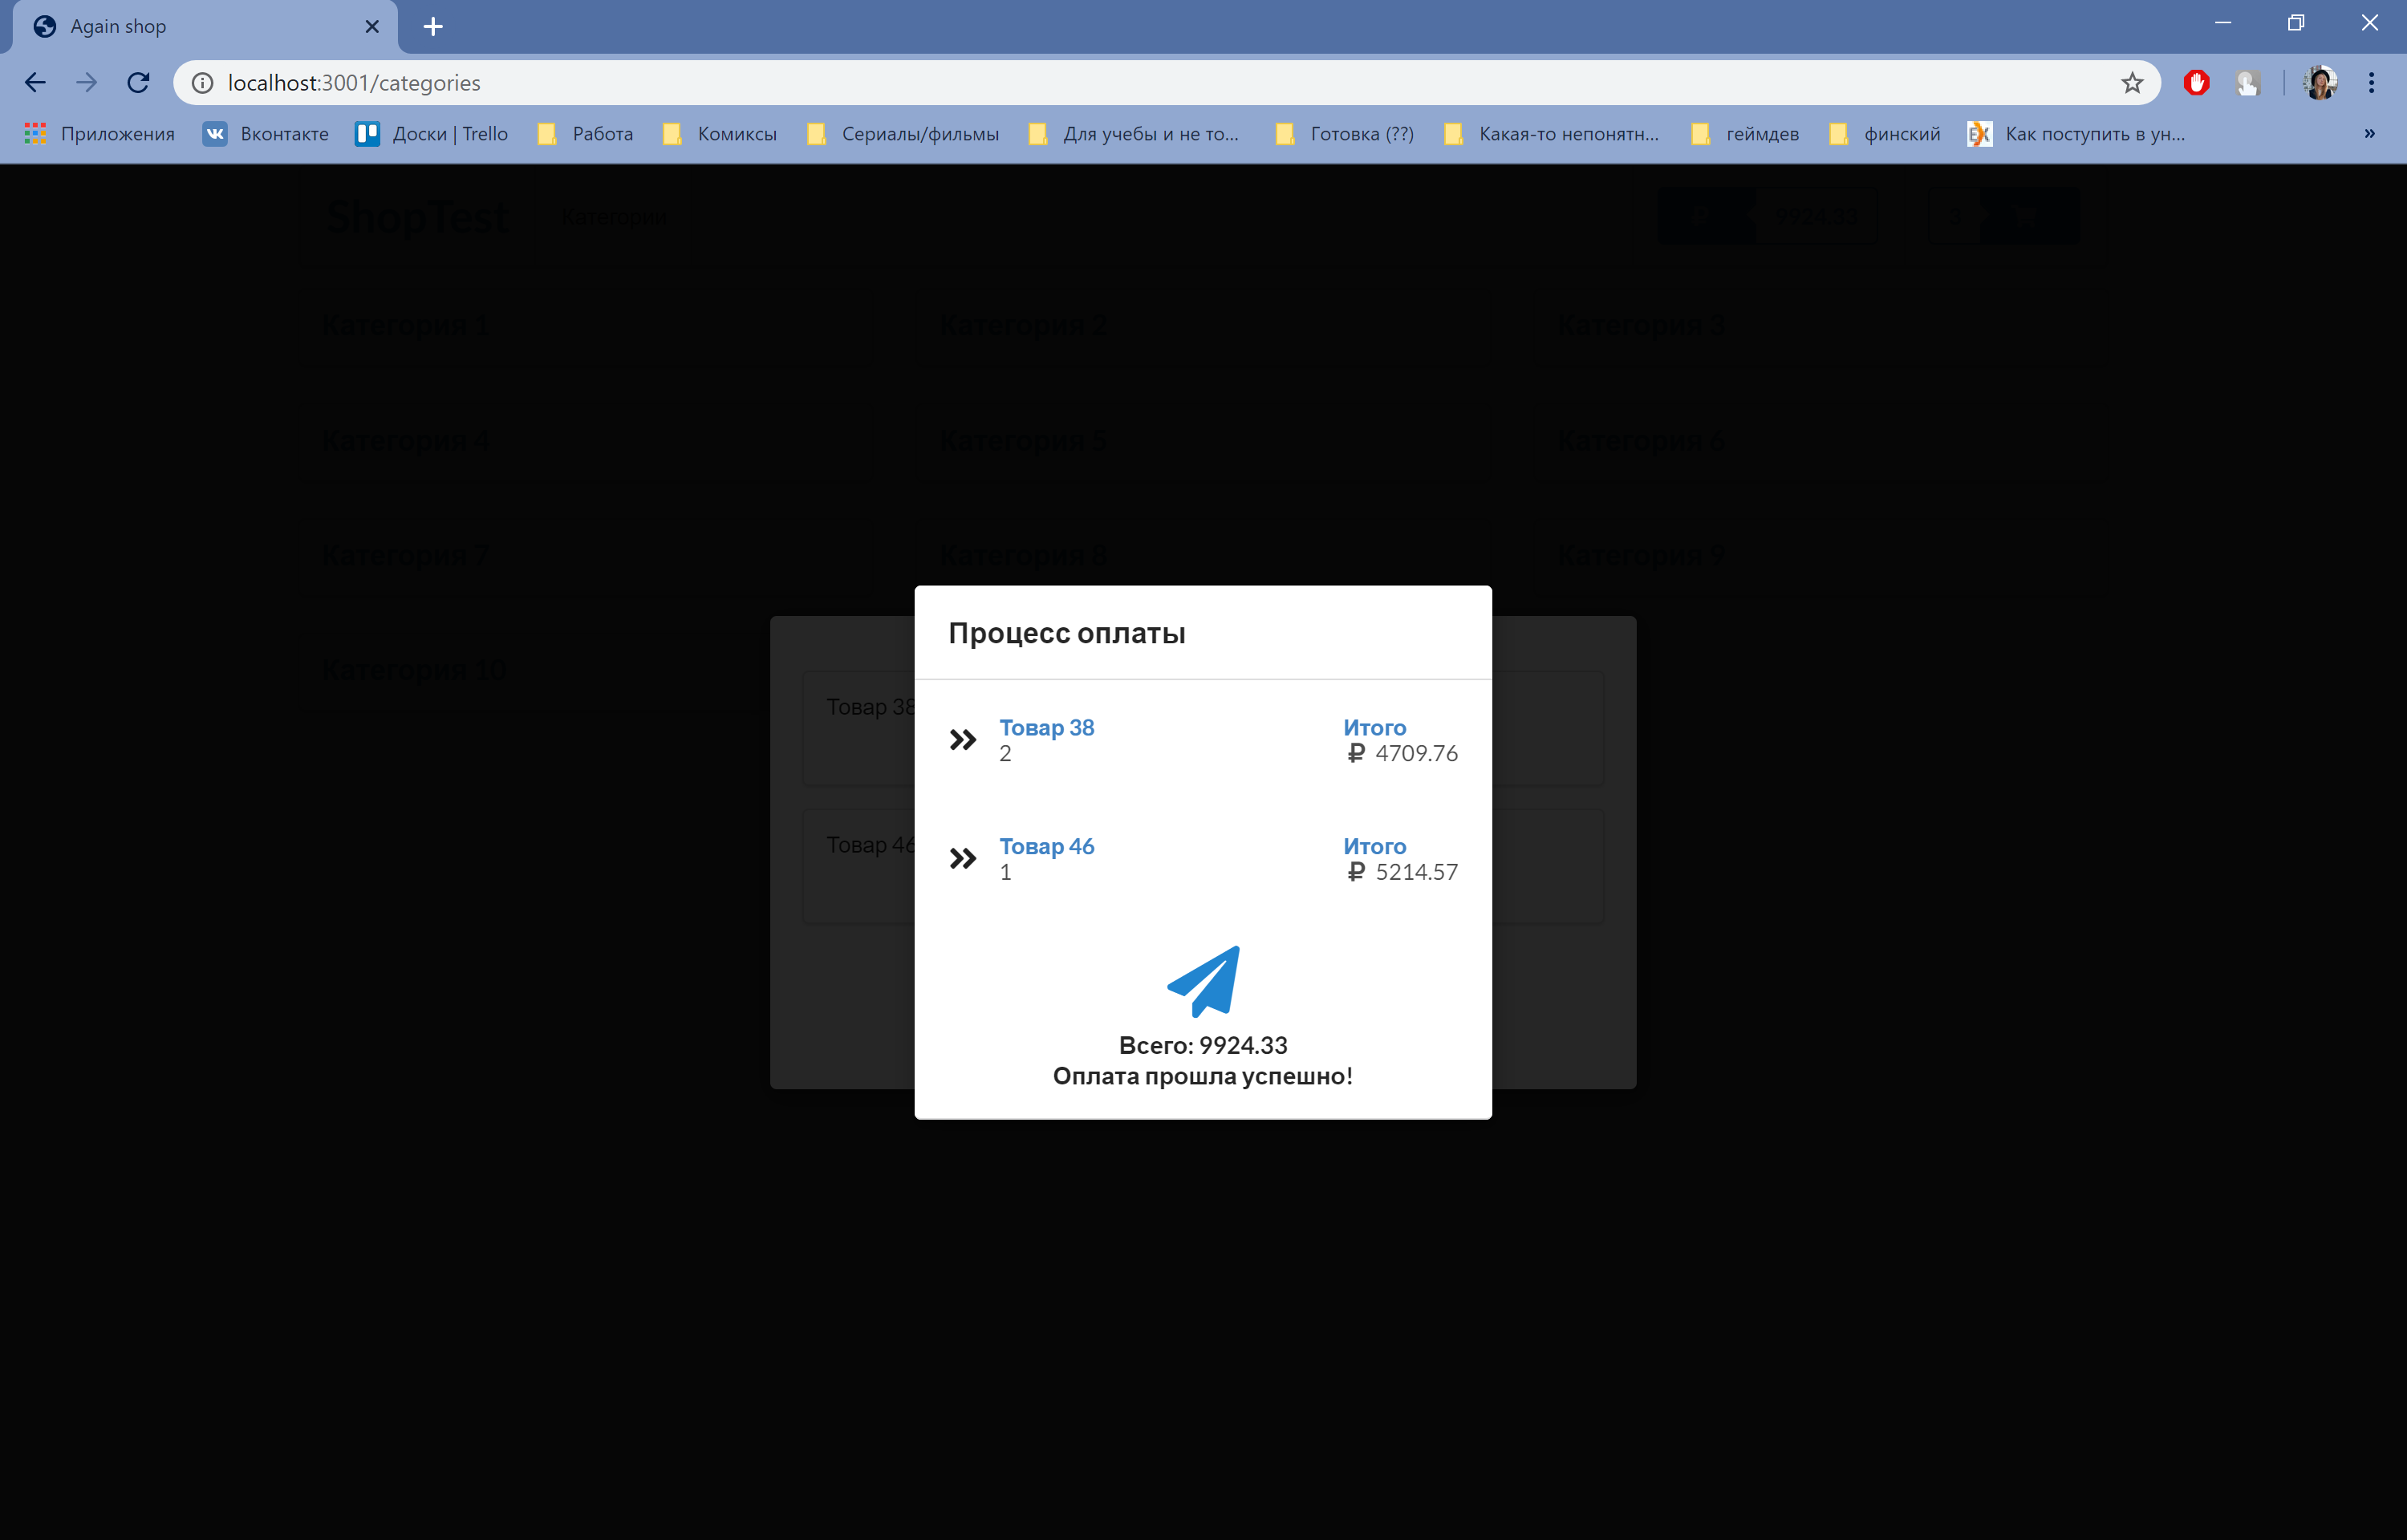 Again shop
localhost:3001/categories
Приложения
Вконтакте
Доски | Trello
Работа
Комиксы
Сериалы/фильмы
Для учебы и не то...
Готовка (??)
Какая-то непонятн...
геймдев
финский
Как поступить в ун...
»
ShopTest
Категории
9924.33
3
Категория 1
Категория 2
Категория 3
Категория 4
Категория 5
Категория 6
Категория 7
Категория 8
Категория 9
Категория 10
Товар 38
Товар 46
Процесс оплаты
Товар 38
2
Итого
₽ 4709.76
Товар 46
1
Итого
₽ 5214.57
Всего: 9924.33
Оплата прошла успешно!